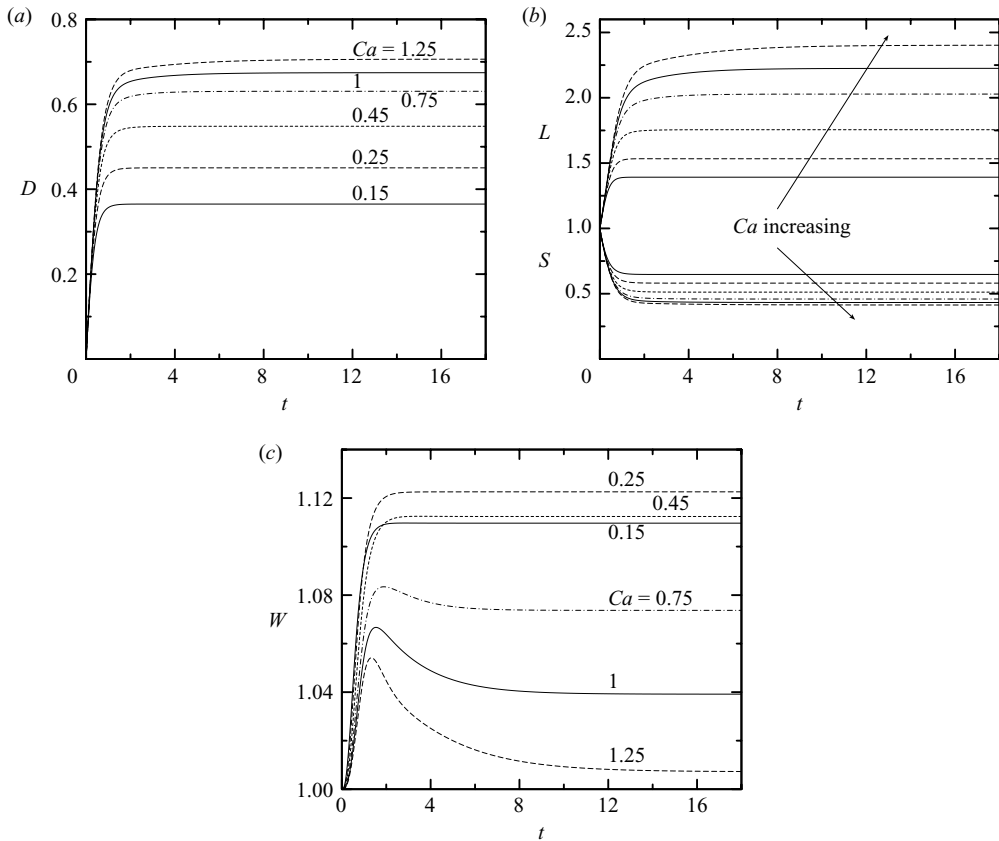 (a)
0.8
Ca = 1.25
1
0.75
0.6
0.45
0.25
D
0.4
0.15
0.2
0
4
8
12
16
t
(b)
2.5
2.0
L
1.5
1.0
Ca increasing
S
0.5
0
4
8
12
16
t
(c)
0.25
1.12
0.45
0.15
1.08
Ca = 0.75
W
1
1.04
1.25
1.00
0
4
8
12
16
t